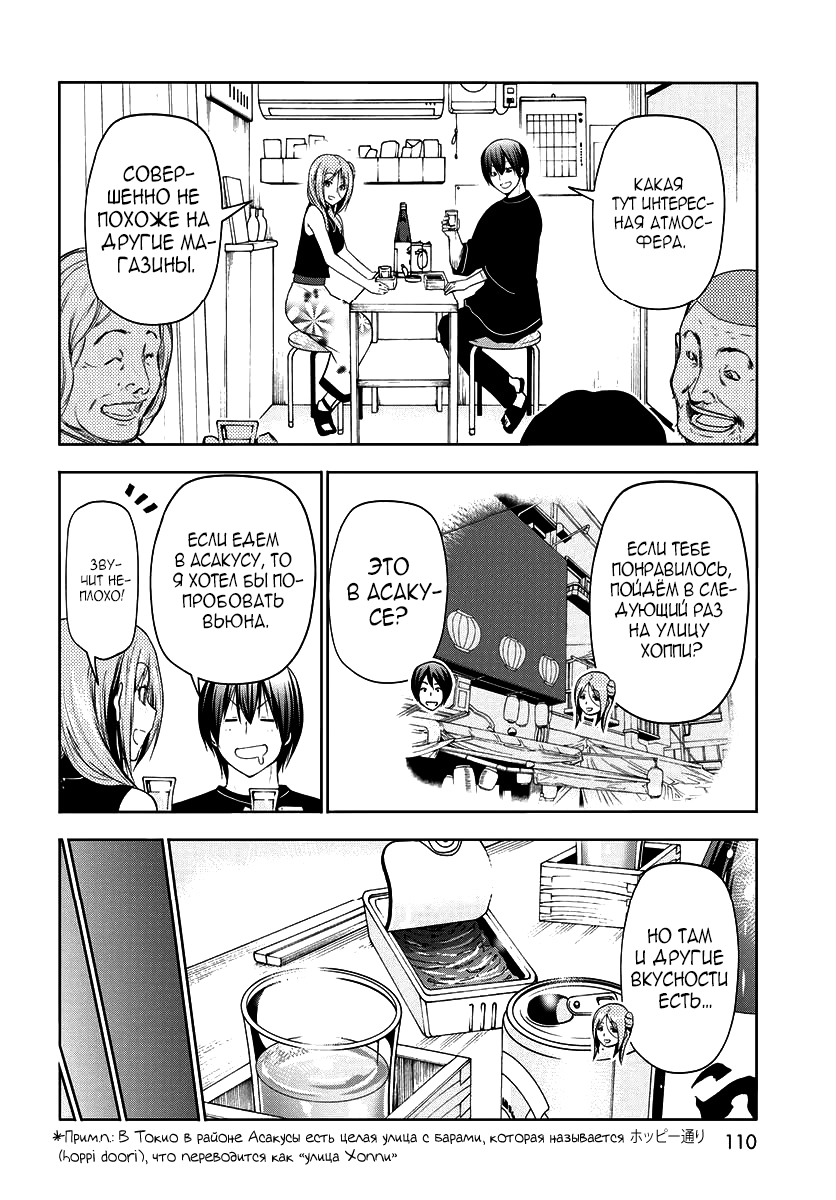 КАКАЯ
ТУТ ИНТЕРЕС-
НАЯ АТМОС-
ФЕРА.
СОВЕР-
ШЕННО НЕ
ПОХОЖЕ НА
ДРУГИЕ МА-
ГАЗИНЫ.
ЕСЛИ ТЕБЕ
ПОНРАВИЛОСЬ,
ПОЙДЁМ В СЛЕ-
ДУЮЩИЙ РАЗ
НА УЛИЦУ
ХОППИ?
ЭТО
В АСАКУ-
СЕ?
ЕСЛИ ЕДЕМ
В АСАКУСУ, ТО
Я ХОТЕЛ БЫ ПО-
ПРОБОВАТЬ
ВЬЮНА.
ЗВУ-
ЧИТ НЕ-
ПЛОХО!
НО ТАМ
И ДРУГИЕ
ВКУСНОСТИ
ЕСТЬ...
*Прим.п.: В Токио в районе Асакусы есть целая улица с барами, которая называется ホッピー通り
(hoppi doori), что переводится как "улица Хоппи"
110